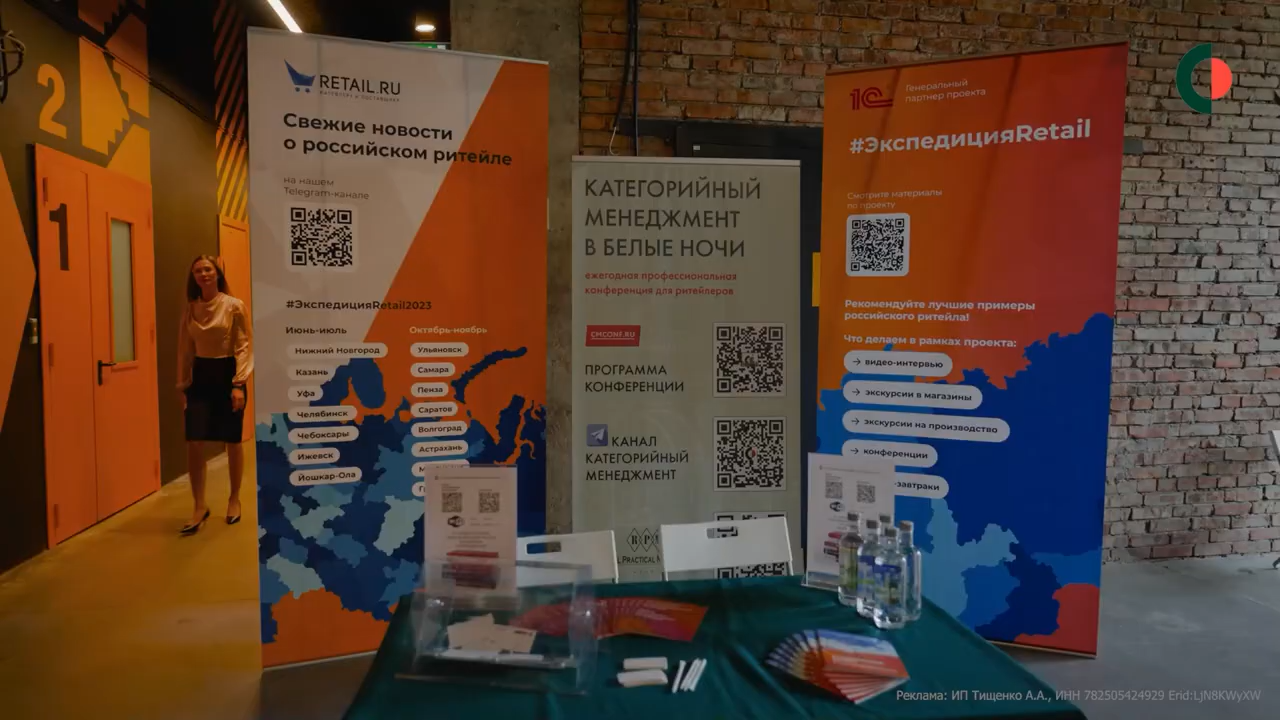 2
1
RETAIL.RU
Свежие новости
о российском ритейле
на нашем
Telegram-канале
#ЭкспедицияRetail2023
Июнь-июль
Нижний Новгород
Казань
Уфа
Челябинск
Чебоксары
Ижевск
Йошкар-Ола
Октябрь-ноябрь
Ульяновск
Самара
Пенза
Саратов
Волгоград
Астрахань
КАТЕГОРИЙНЫЙ
МЕНЕДЖМЕНТ
В БЕЛЫЕ НОЧИ
ежегодная профессиональная
конференция для ритейлеров
CMCONF.RU
ПРОГРАММА
КОНФЕРЕНЦИИ
КАНАЛ
КАТЕГОРИЙНЫЙ
МЕНЕДЖМЕНТ
PRACTICAL
1С
Генеральный
партнер проекта
#ЭкспедицияRetail
Смотрите материалы
по проекту
Рекомендуйте лучшие примеры
российского ритейла!
Что делаем в рамках проекта:
→ видео-интервью
→ экскурсии в магазины
→ экскурсии на производство
→ конференции
-завтраки
Реклама: ИП Тищенко А.А., ИНН 782505424929 Erid:LjN8KWyXW